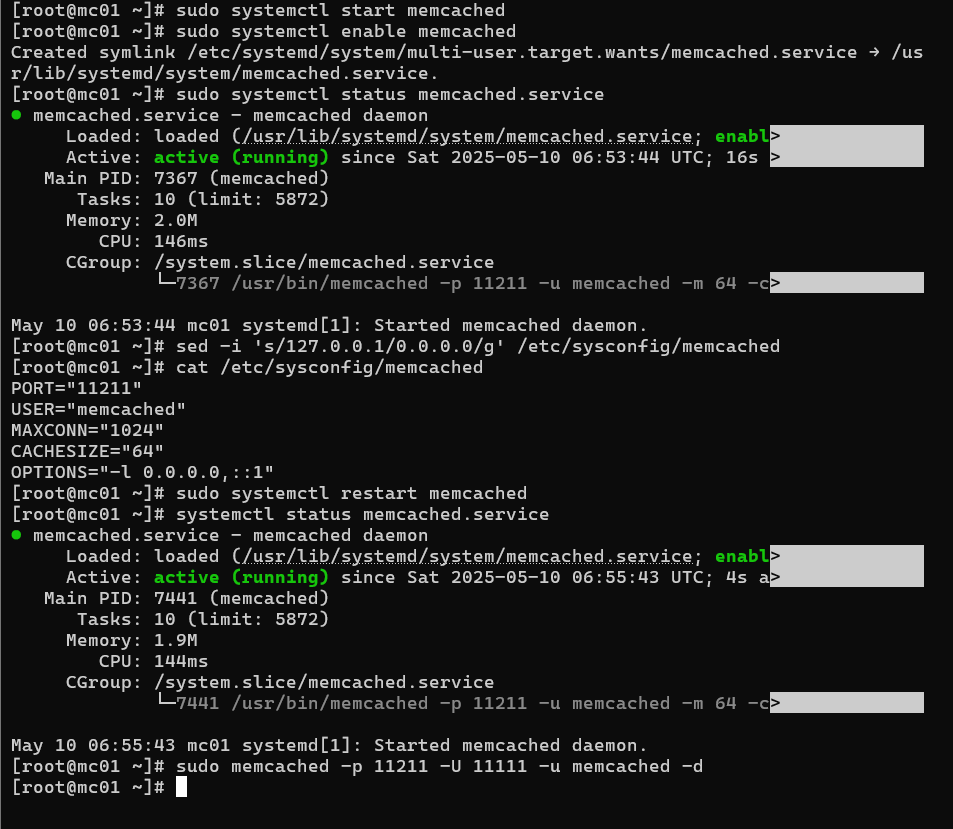 [root@mc01 ~]# sudo systemctl start memcached
[root@mc01 ~]# sudo systemctl enable memcached
Created symlink /etc/systemd/system/multi-user.target.wants/memcached.service → /us
r/lib/systemd/system/memcached.service.
[root@mc01 ~]# sudo systemctl status memcached.service
● memcached.service - memcached daemon
     Loaded: loaded (/usr/lib/systemd/system/memcached.service; enabl>
     Active: active (running) since Sat 2025-05-10 06:53:44 UTC; 16s >
   Main PID: 7367 (memcached)
      Tasks: 10 (limit: 5872)
     Memory: 2.0M
        CPU: 146ms
     CGroup: /system.slice/memcached.service
             └─7367 /usr/bin/memcached -p 11211 -u memcached -m 64 -c>

May 10 06:53:44 mc01 systemd[1]: Started memcached daemon.
[root@mc01 ~]# sed -i 's/127.0.0.1/0.0.0.0/g' /etc/sysconfig/memcached
[root@mc01 ~]# cat /etc/sysconfig/memcached
PORT="11211"
USER="memcached"
MAXCONN="1024"
CACHESIZE="64"
OPTIONS="-l 0.0.0.0,::1"
[root@mc01 ~]# sudo systemctl restart memcached
[root@mc01 ~]# systemctl status memcached.service
● memcached.service - memcached daemon
     Loaded: loaded (/usr/lib/systemd/system/memcached.service; enabl>
     Active: active (running) since Sat 2025-05-10 06:55:43 UTC; 4s a>
   Main PID: 7441 (memcached)
      Tasks: 10 (limit: 5872)
     Memory: 1.9M
        CPU: 144ms
     CGroup: /system.slice/memcached.service
             └─7441 /usr/bin/memcached -p 11211 -u memcached -m 64 -c>

May 10 06:55:43 mc01 systemd[1]: Started memcached daemon.
[root@mc01 ~]# sudo memcached -p 11211 -U 11111 -u memcached -d
[root@mc01 ~]#